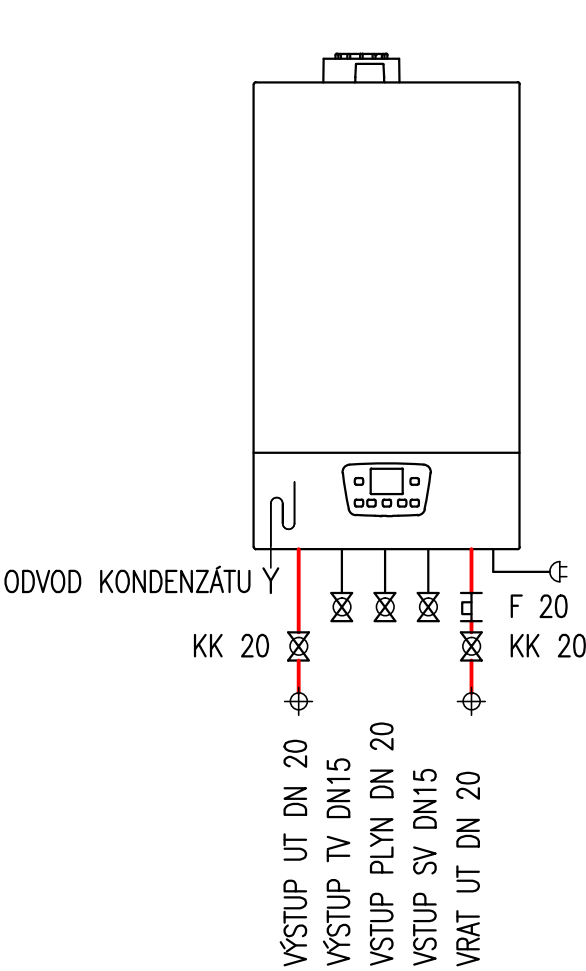 ODVOD KONDENZÁTU
F 20
KK 20
KK 20
VÝSTUP UT DN 20
VÝSTUP TV DN15
VSTUP PLYN DN 20
VSTUP SV DN15
VRAT UT DN 20